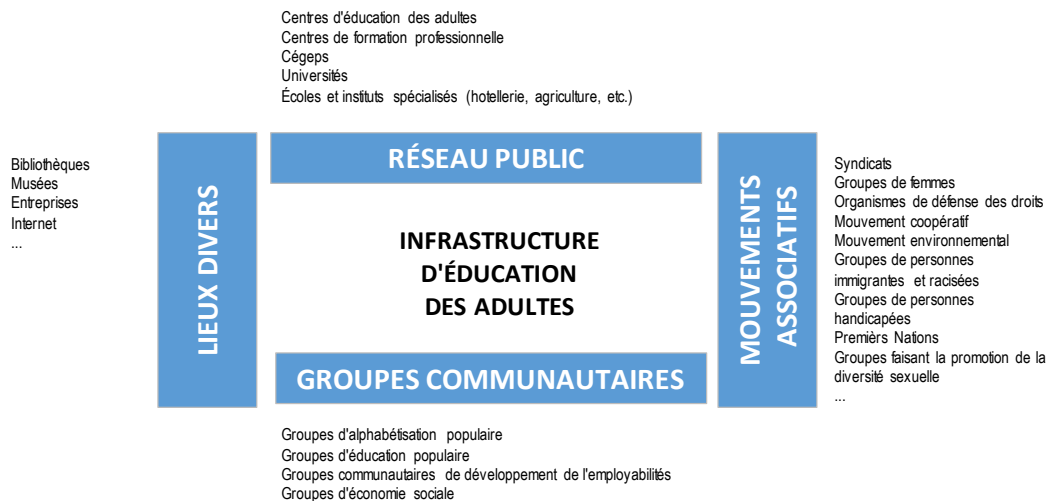 Centres d'éducation des adultes
Centres de formation professionnelle
Cégeps
Universités
Écoles et instituts spécialisés (hotellerie, agriculture, etc.)
RÉSEAU PUBLIC
Bibliothèques
Musées
Entreprises
Internet
...
LIEUX DIVERS
INFRASTRUCTURE
D'ÉDUCATION
DES ADULTES
MOUVEMENTS
ASSOCIATIFS
Syndicats
Groupes de femmes
Organismes de défense des droits
Mouvement coopératif
Mouvement environnemental
Groupes de personnes
immigrantes et racisées
Groupes de personnes
handicapées
Premièrs Nations
Groupes faisant la promotion de la
diversité sexuelle
...
GROUPES COMMUNAUTAIRES
Groupes d'alphabétisation populaire
Groupes d'éducation populaire
Groupes communautaires de développement de l'employabilités
Groupes d'économie sociale